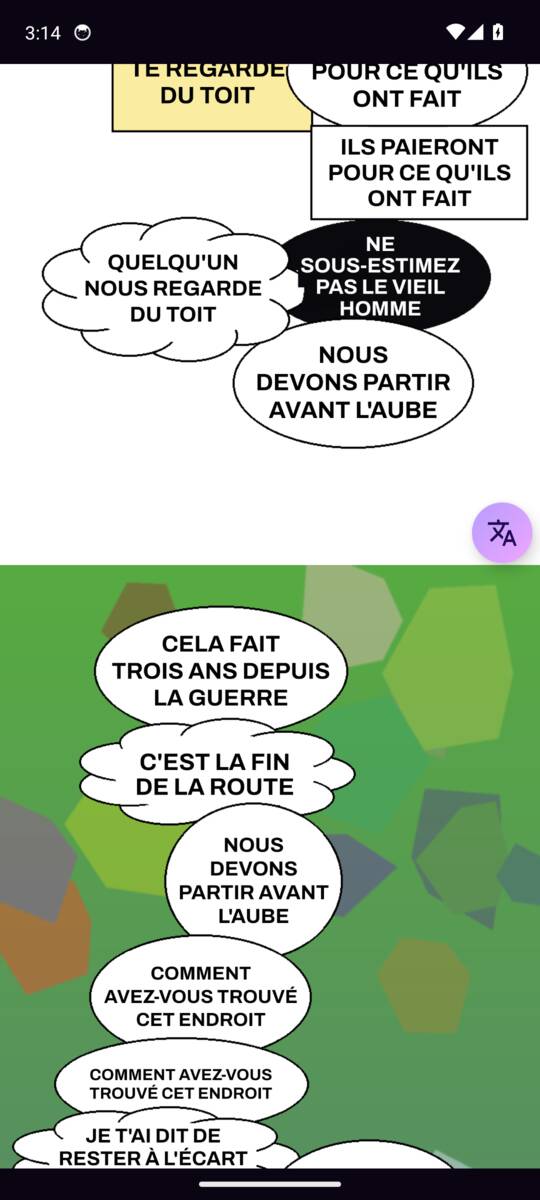 3:14
TE REGARDE
DU TOIT
POUR CE QU'ILS
ONT FAIT
ILS PAIERONT
POUR CE QU'ILS
ONT FAIT
QUELQU'UN
NOUS REGARDE
DU TOIT
NE
SOUS-ESTIMEZ
PAS LE VIEIL
HOMME
NOUS
DEVONS PARTIR
AVANT L'AUBE
CELA FAIT
TROIS ANS DEPUIS
LA GUERRE
C'EST LA FIN
DE LA ROUTE
NOUS
DEVONS
PARTIR AVANT
L'AUBE
COMMENT
AVEZ-VOUS TROUVÉ
CET ENDROIT
COMMENT AVEZ-VOUS
TROUVÉ CET ENDROIT
JE T'AI DIT DE
RESTER À L'ÉCART